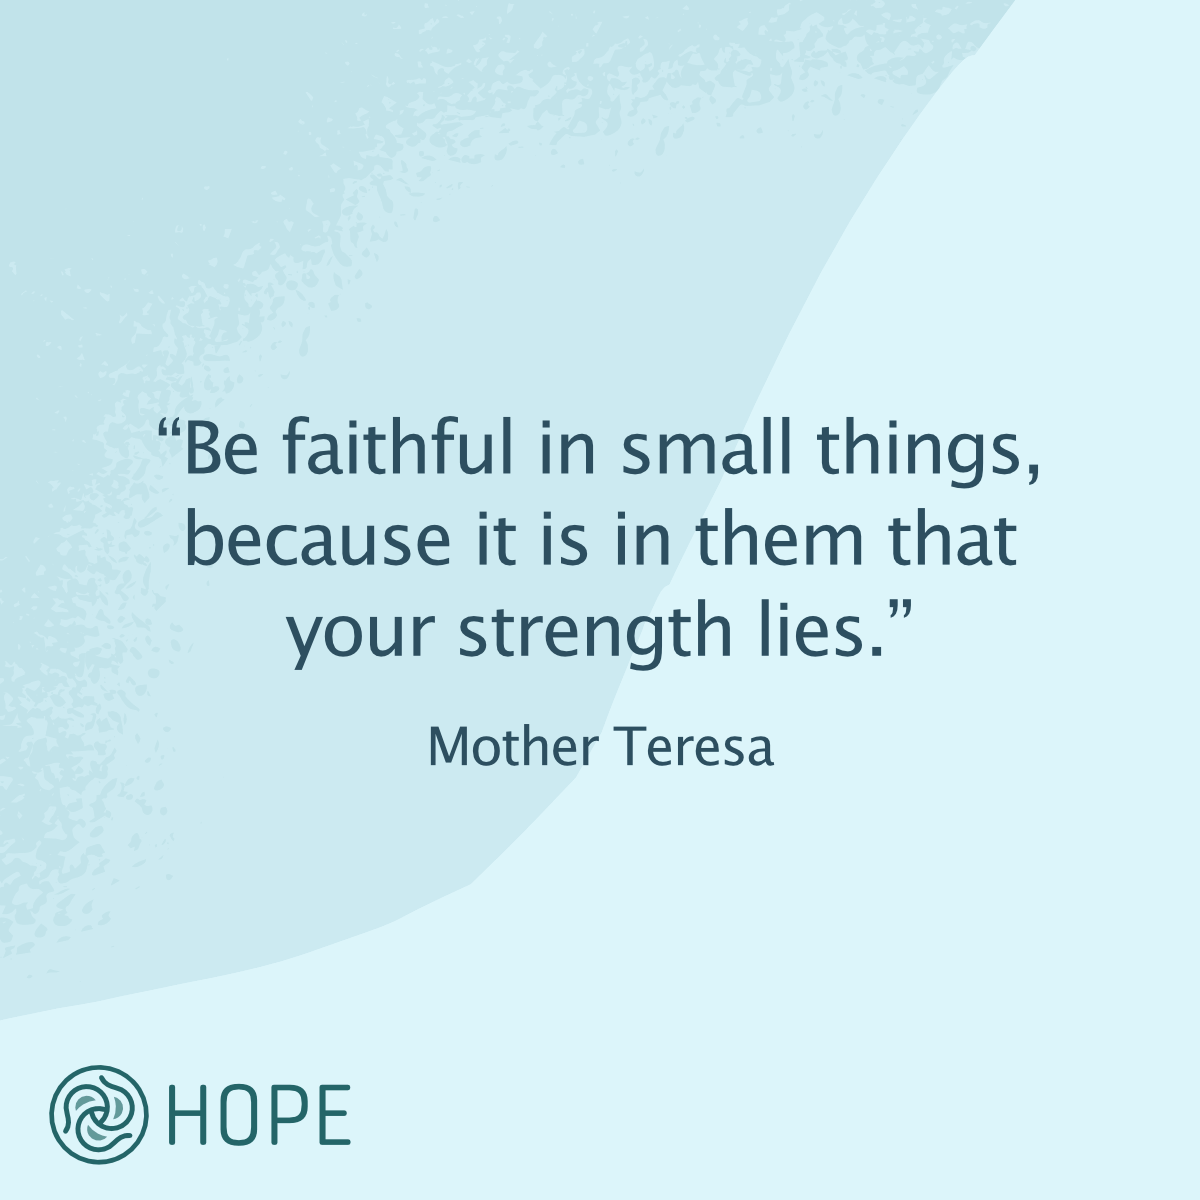 “Be faithful in small things,
because it is in them that
your strength lies.”
Mother Teresa
HOPE